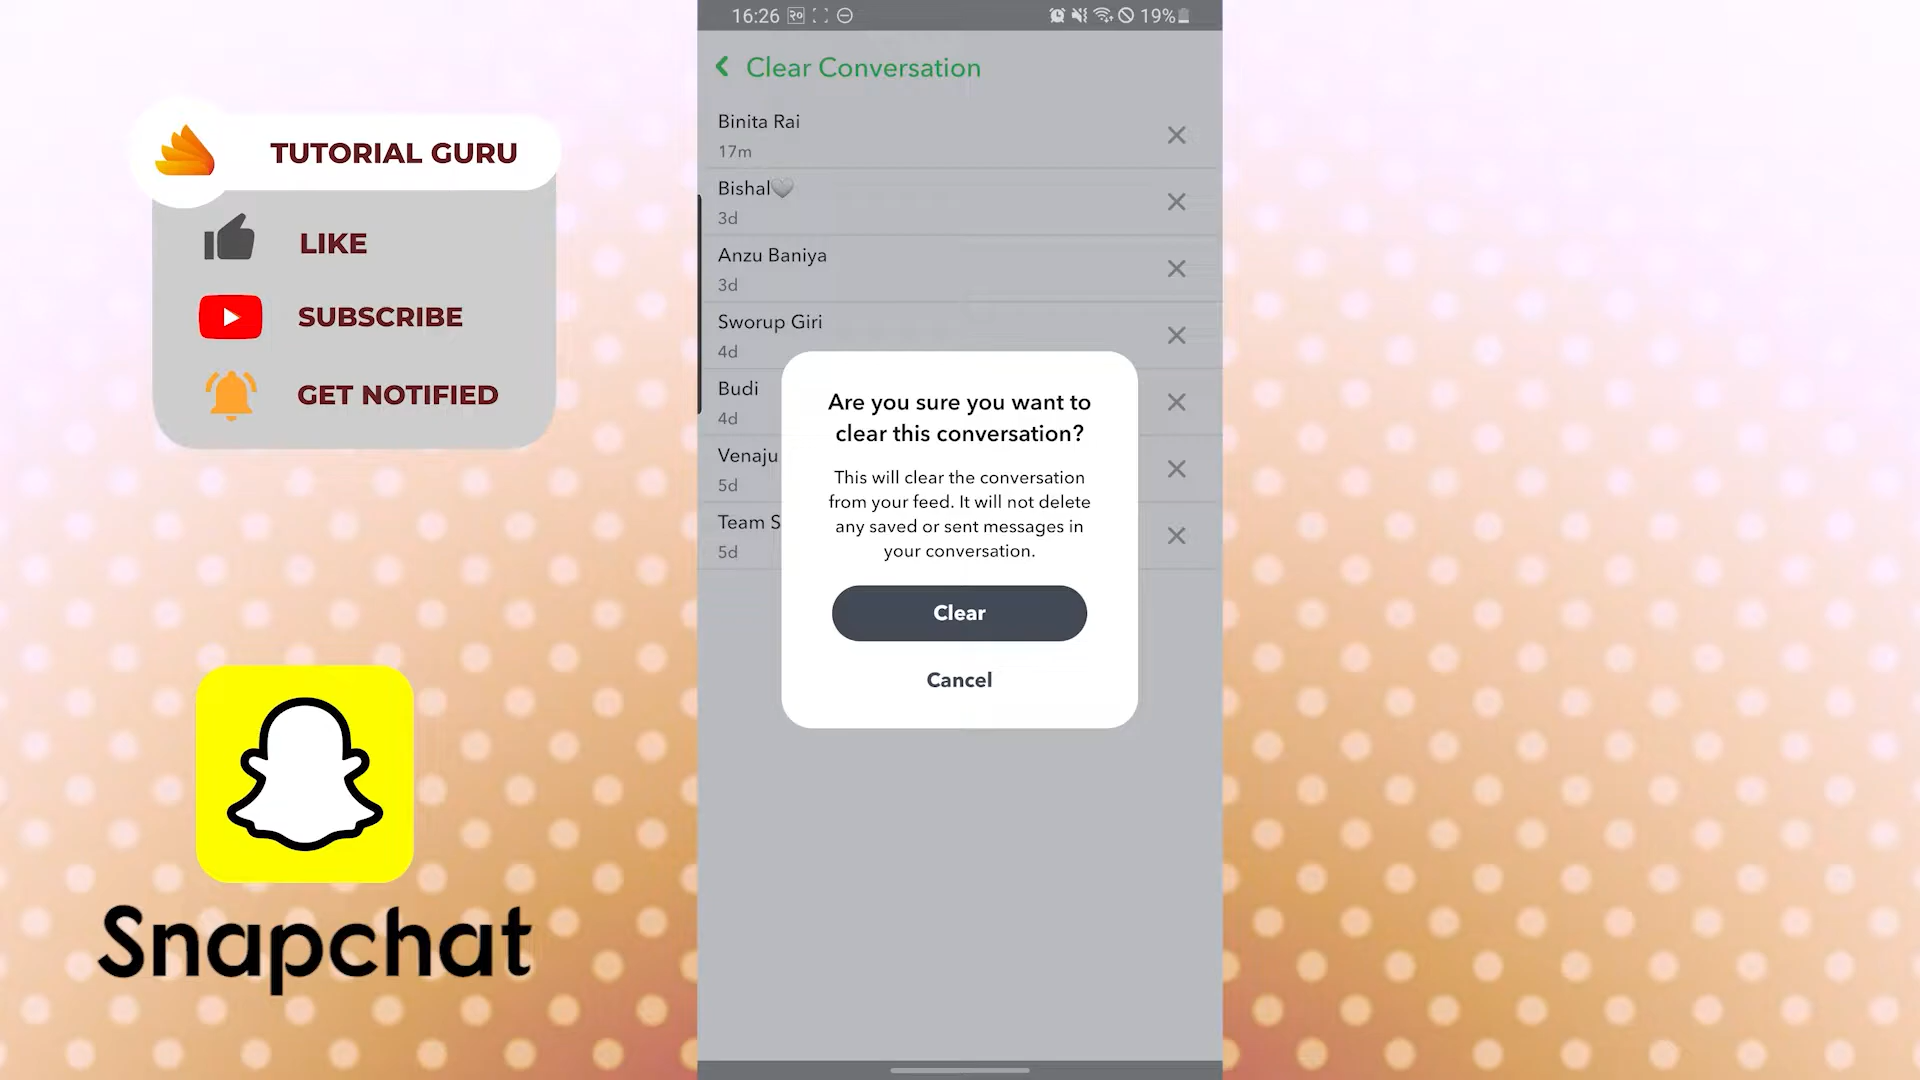 TUTORIAL GURU
LIKE
SUBSCRIBE
GET NOTIFIED
Snapchat
16:26
19%
Clear Conversation
Binita Rai
17m
Bishal🤍
3d
Anzu Baniya
3d
Sworup Giri
4d
Budi
4d
Venaju
5d
Team S
5d
Are you sure you want to
clear this conversation?
This will clear the conversation
from your feed. It will not delete
any saved or sent messages in
your conversation.
Clear
Cancel